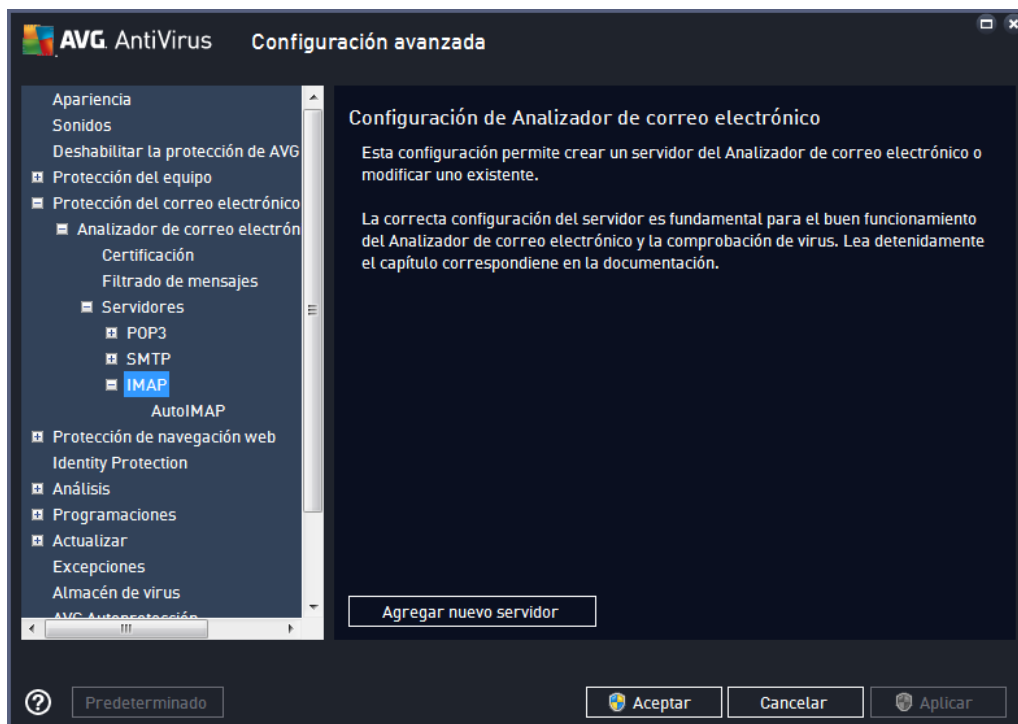 AVG. AntiVirus Configuración avanzada
Apariencia
Sonidos
Deshabilitar la protección de AVG
Protección del equipo
Protección del correo electrónico
Analizador de correo electrón
Certificación
Filtrado de mensajes
Servidores
POP3
SMTP
IMAP
AutoIMAP
Protección de navegación web
Identity Protection
Análisis
Programaciones
Actualizar
Excepciones
Almacén de virus
AVG Autoprotección
Configuración de Analizador de correo electrónico
Esta configuración permite crear un servidor del Analizador de correo electrónico o
modificar uno existente.
La correcta configuración del servidor es fundamental para el buen funcionamiento
del Analizador de correo electrónico y la comprobación de virus. Lea detenidamente
el capítulo correspondiene en la documentación.
Agregar nuevo servidor
Predeterminado
Aceptar
Cancelar
Aplicar